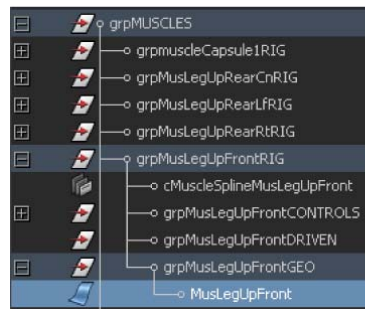 grpMUSCLES
grpmuscleCapsule1RIG
grpMusLegUpRearCnRIG
grpMusLegUpRearLfRIG
grpMusLegUpRearRtRIG
grpMusLegUpFrontRIG
cMuscleSplineMusLegUpFront
grpMusLegUpFrontCONTROLS
grpMusLegUpFrontDRIVEN
grpMusLegUpFrontGEO
MusLegUpFront